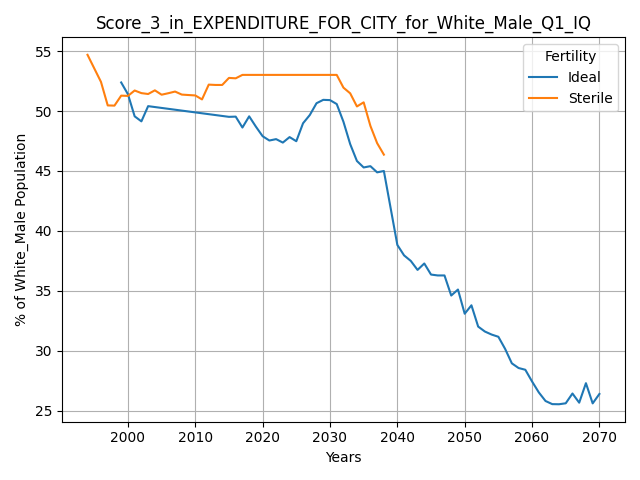 Score_3_in_EXPENDITURE_FOR_CITY_for_White_Male_Q1_IQ
Fertility
Ideal
Sterile
% of White_Male Population
55
50
45
40
35
30
25
2000 2010 2020 2030 2040 2050 2060 2070
Years